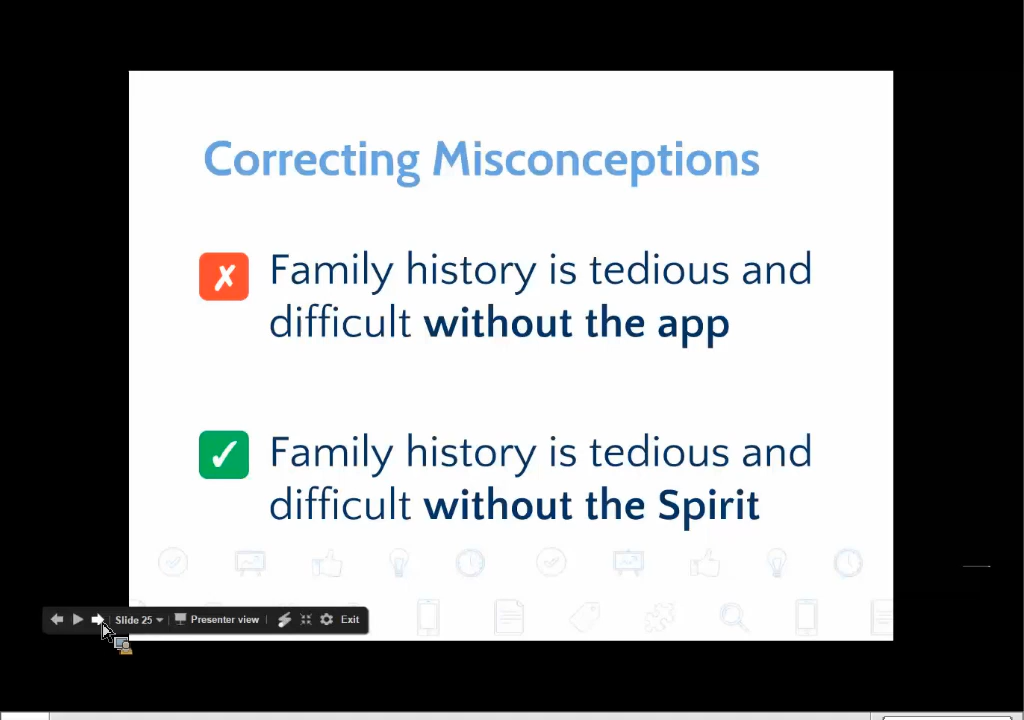 Correcting Misconceptions
✗ Family history is tedious and
difficult without the app
✓ Family history is tedious and
difficult without the Spirit
Slide 25 Presenter view Exit